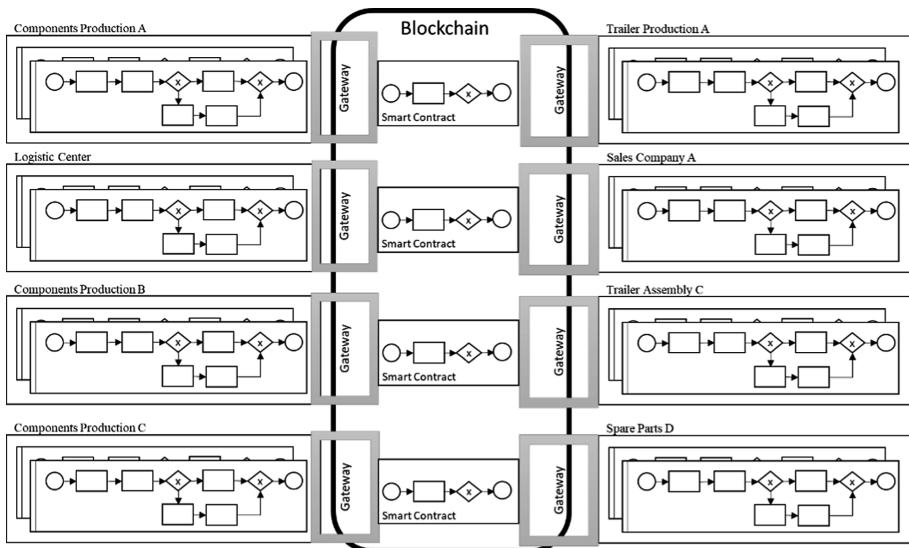 Blockchain
Components Production A
Gateway
Smart Contract
Gateway
Trailer Production A
x
x
x
x
x
Logistic Center
Gateway
Smart Contract
Gateway
Sales Company A
x
x
x
x
x
Components Production B
Gateway
Smart Contract
Gateway
Trailer Assembly C
x
x
x
x
x
Components Production C
Gateway
Smart Contract
Gateway
Spare Parts D
x
x
x
x
x